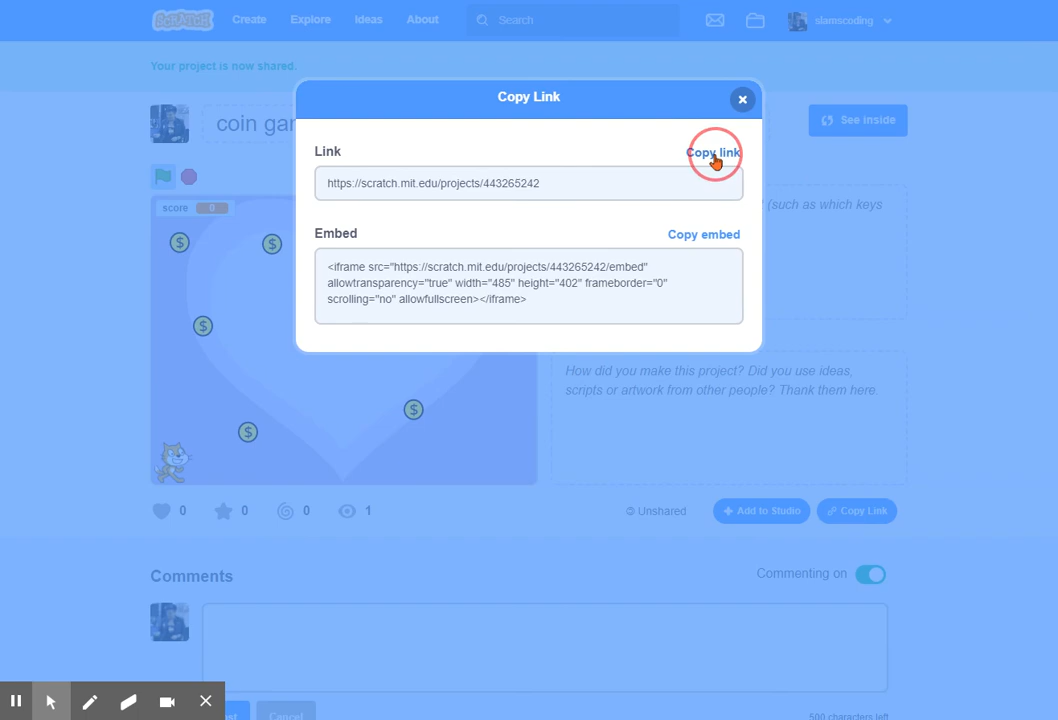 SCRATCH Create Explore Ideas About Search siamscoding
Your project is now shared.
Copy Link
coin gam
See inside
Link Copy link
https://scratch.mit.edu/projects/443265242
(such as which keys
score 0
Embed Copy embed
<iframe src="https://scratch.mit.edu/projects/443265242/embed"
allowtransparency="true" width="485" height="402" frameborder="0"
scrolling="no" allowfullscreen></iframe>
$ $ $ $ $
How did you make this project? Did you use ideas,
scripts or artwork from other people? Thank them here.
0 0 0 1
© Unshared Add to Studio Copy Link
Comments Commenting on
Cancel 500 characters left